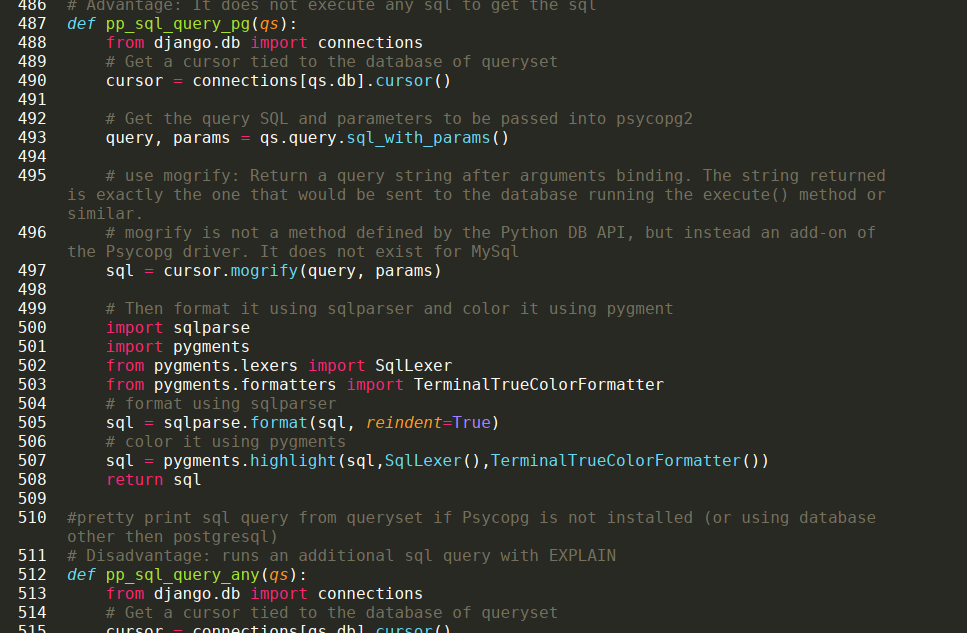 486 # Advantage: It does not execute any sql to get the sql
487 def pp_sql_query_pg(qs):
488     from django.db import connections
489     # Get a cursor tied to the database of queryset
490     cursor = connections[qs.db].cursor()
491
492     # Get the query SQL and parameters to be passed into psycopg2
493     query, params = qs.query.sql_with_params()
494
495     # use mogrify: Return a query string after arguments binding. The string returned
is exactly the one that would be sent to the database running the execute() method or
similar.
496     # mogrify is not a method defined by the Python DB API, but instead an add-on of
the Psycopg driver. It does not exist for MySql
497     sql = cursor.mogrify(query, params)
498
499     # Then format it using sqlparser and color it using pygment
500     import sqlparse
501     import pygments
502     from pygments.lexers import SqlLexer
503     from pygments.formatters import TerminalTrueColorFormatter
504     # format using sqlparser
505     sql = sqlparse.format(sql, reindent=True)
506     # color it using pygments
507     sql = pygments.highlight(sql,SqlLexer(),TerminalTrueColorFormatter())
508     return sql
509
510 #pretty print sql query from queryset if Psycopg is not installed (or using database
other then postgresql)
511 # Disadvantage: runs an additional sql query with EXPLAIN
512 def pp_sql_query_any(qs):
513     from django.db import connections
514     # Get a cursor tied to the database of queryset
515     cursor = connections[qs.db].cursor()